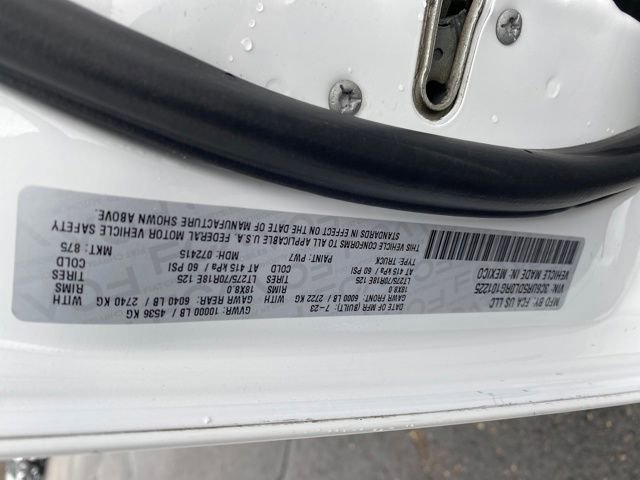 MFD BY: FCA US LLC
DATE OF MFR (BUILT): 7-23
GVWR: 10000 LB / 4536 KG
GAWR FRONT: 6000 LB / 2722 KG
GAWR REAR: 6040 LB / 2740 KG
WITH
18X8.0
RIMS
18X8.0
RIMS
WITH
LT275/70R18E 125
TIRES
LT275/70R18E 125
TIRES
AT 415 kPa / 60 PSI
COLD
AT 415 kPa / 60 PSI
COLD
VIN: 3C6UR5DL0RG101225
TYPE: TRUCK
PAINT: PW7
MDH: 072415
MKT: 875
VEHICLE MADE IN: MEXICO
THIS VEHICLE CONFORMS TO ALL APPLICABLE U.S.A. FEDERAL MOTOR VEHICLE SAFETY
STANDARDS IN EFFECT ON THE DATE OF MANUFACTURE SHOWN ABOVE.